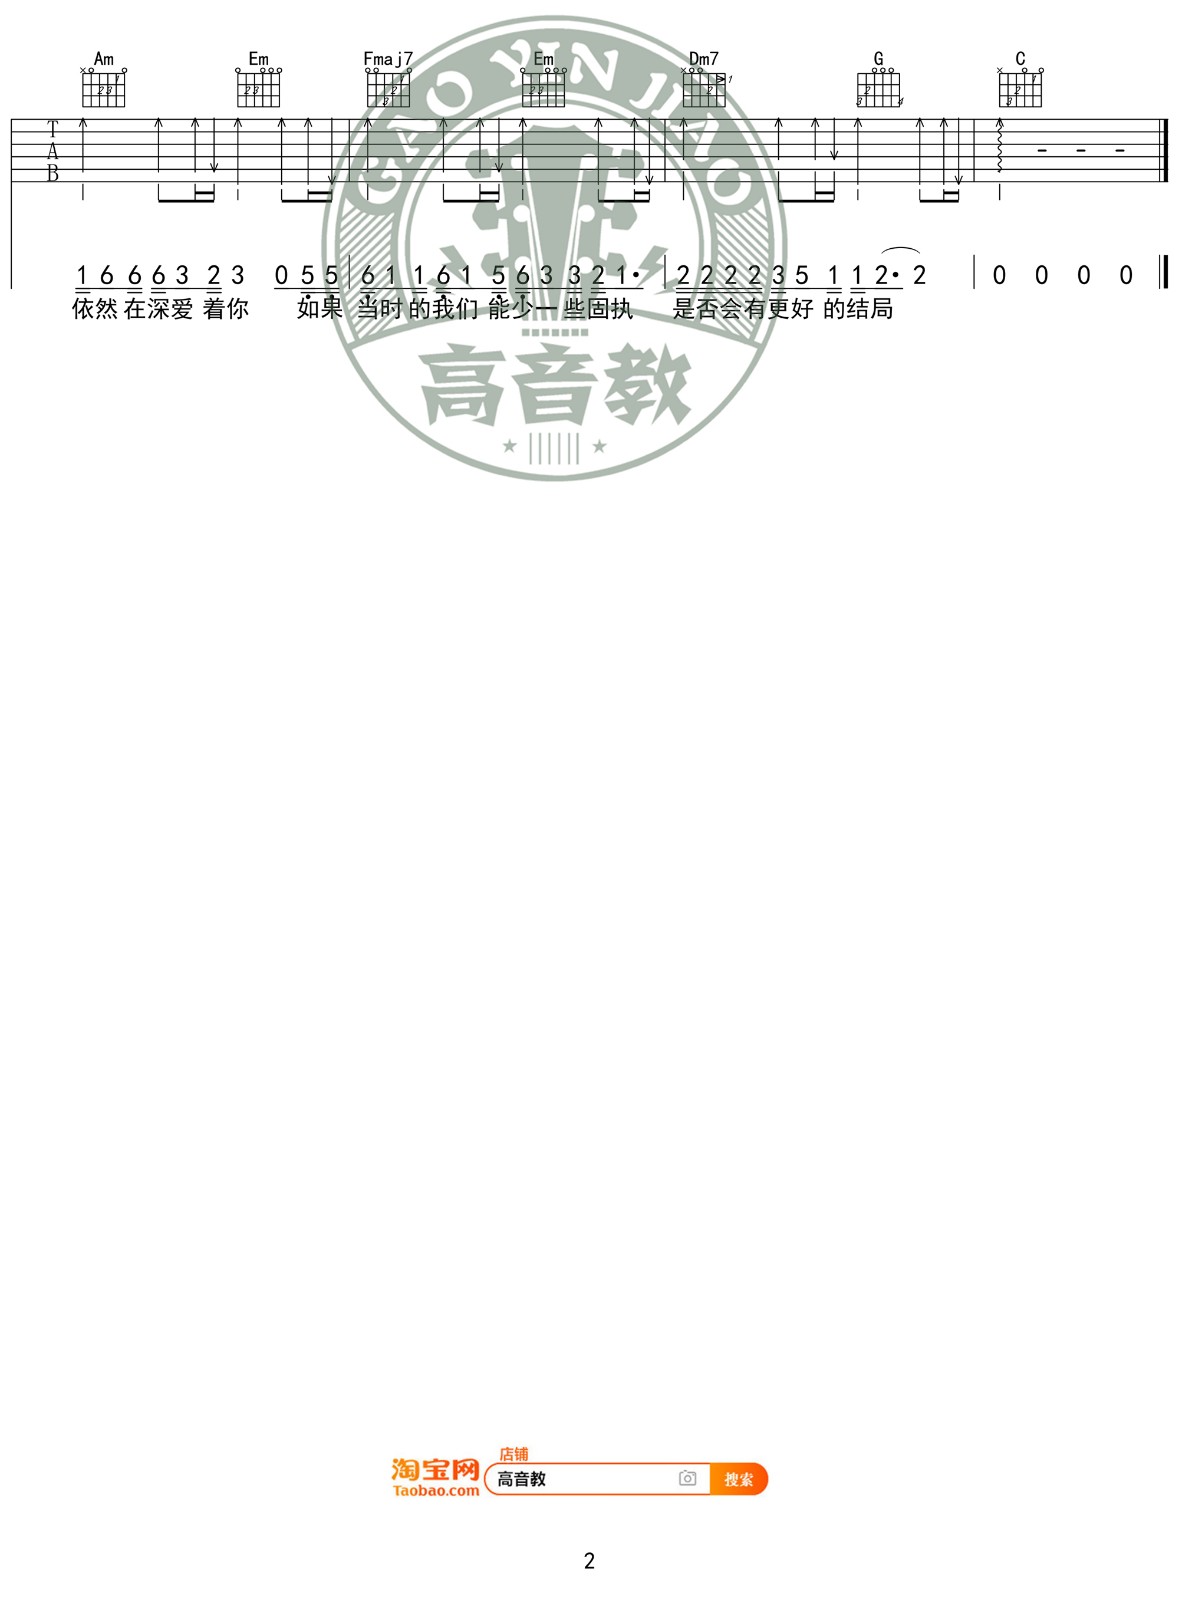 Am Em Fmaj7 Em Dm7 G C
GAO YIN JIAO
T
A
B
1 6 6 6 3 2 3 0 5 5 6 1 1 6 1 5 6 3 3 2 1· 2 2 2 2 3 5 1 1 2· 2 0 0 0 0
依然在深爱着你 如果 当时的我们能少一些固执 是否会有更好的结局
高音教
店铺
淘宝网 高音教 搜索
Taobao.com
2